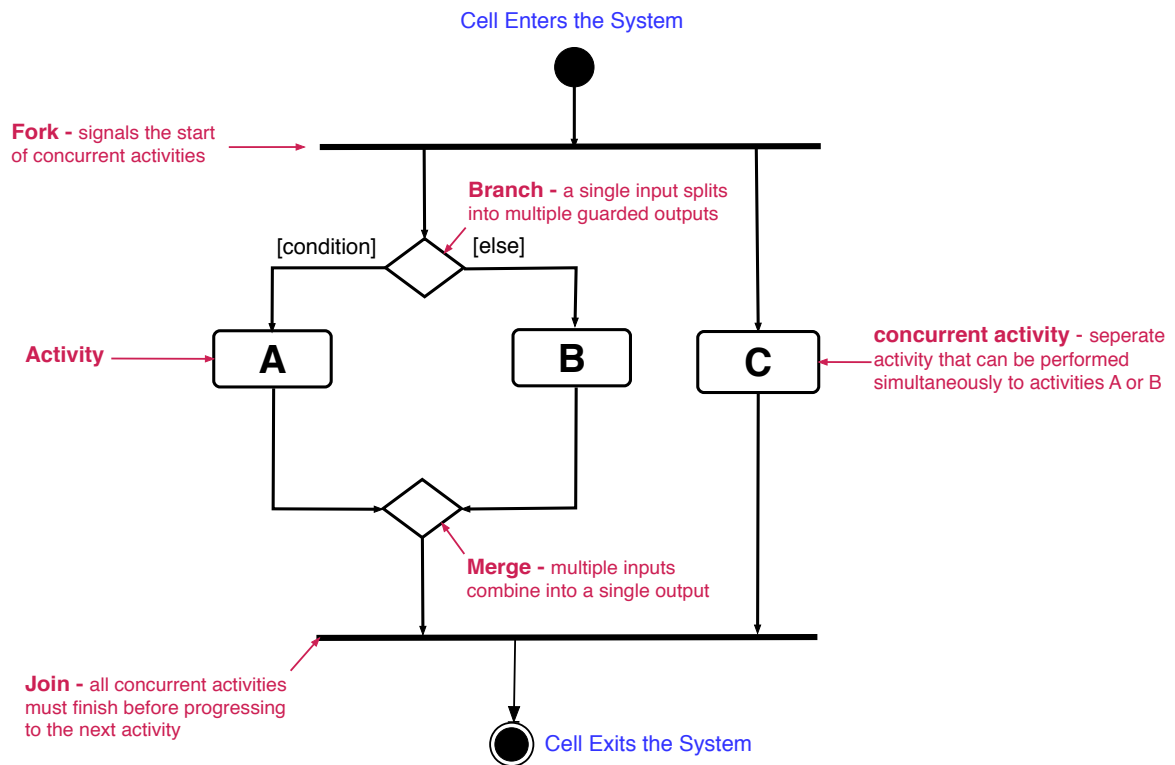 Cell Enters the System
Fork - signals the start
of concurrent activities
Branch - a single input splits
into multiple guarded outputs
[condition]
[else]
Activity
A
B
C
concurrent activity - seperate
activity that can be performed
simultaneously to activities A or B
Merge - multiple inputs
combine into a single output
Join - all concurrent activities
must finish before progressing
to the next activity
Cell Exits the System